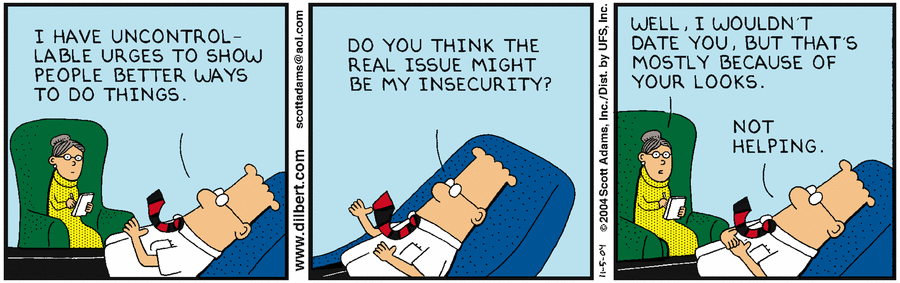 I HAVE UNCONTROL-
LABLE URGES TO SHOW
PEOPLE BETTER WAYS
TO DO THINGS.
www.dilbert.com scottadams@aol.com
DO YOU THINK THE
REAL ISSUE MIGHT
BE MY INSECURITY?
11-5-04 © 2004 Scott Adams, Inc./Dist. by UFS, Inc.
WELL, I WOULDN'T
DATE YOU, BUT THAT'S
MOSTLY BECAUSE OF
YOUR LOOKS.
NOT
HELPING.